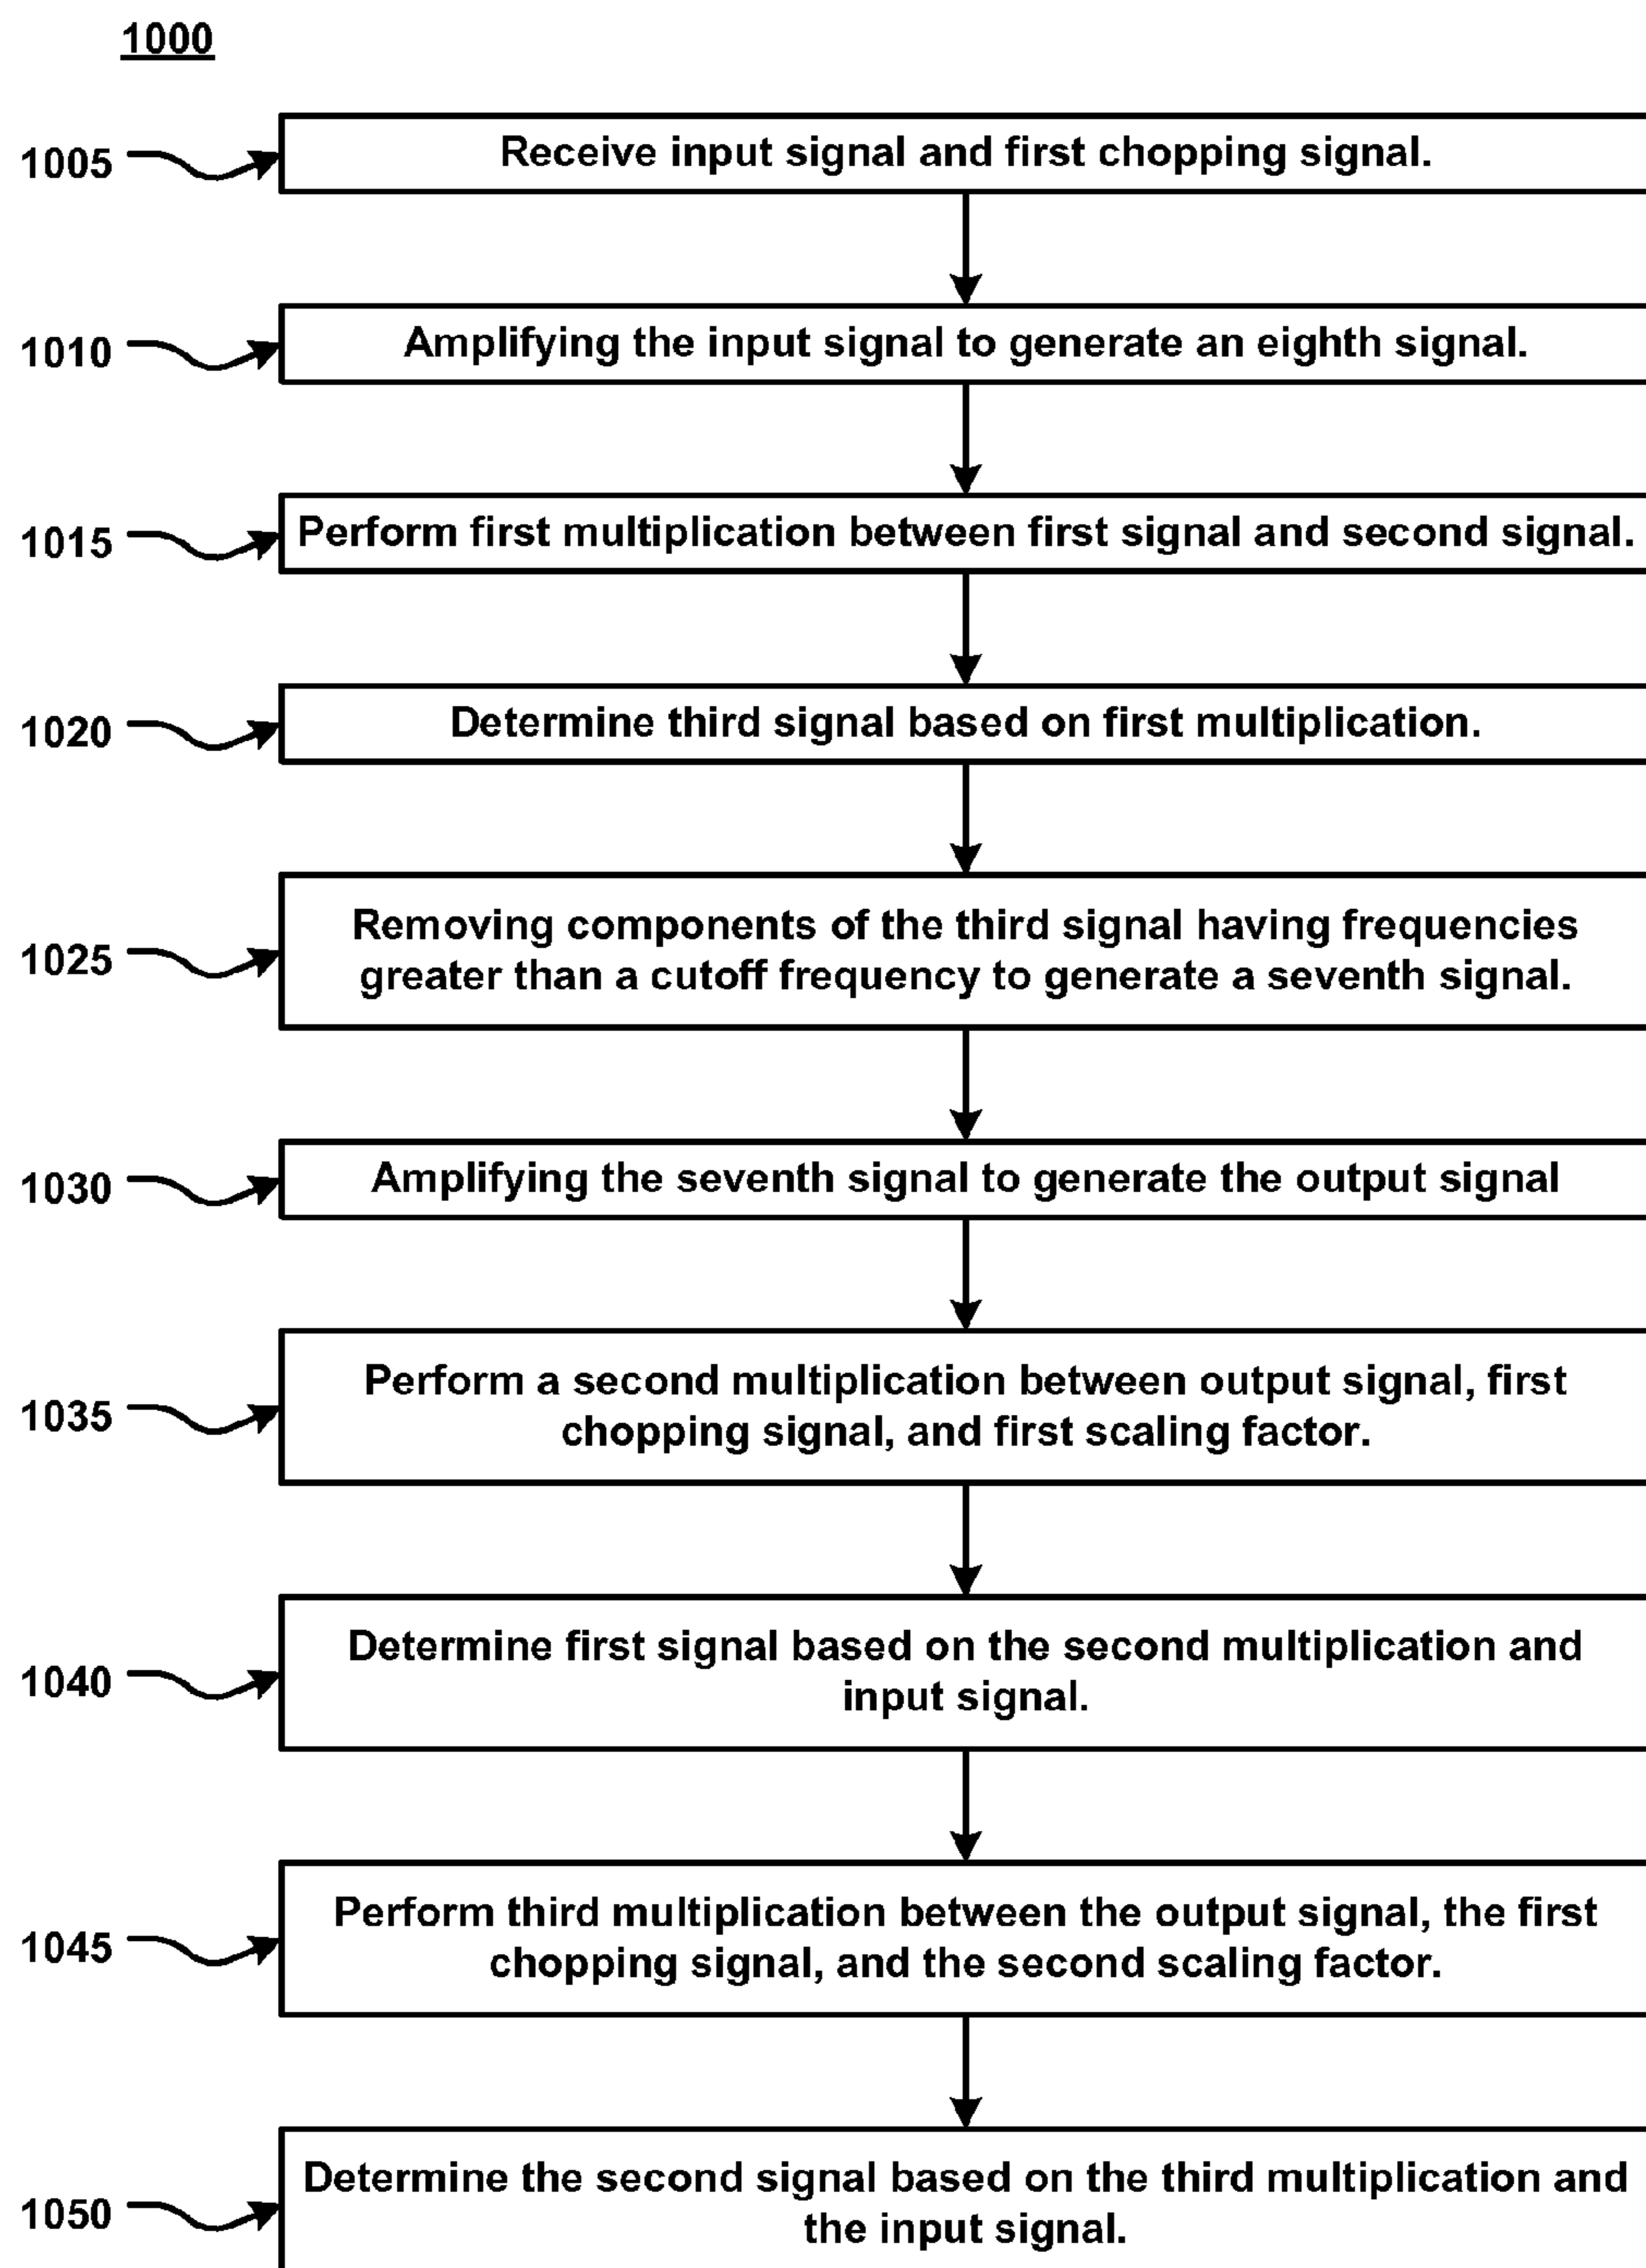 1000
1005
Receive input signal and first chopping signal.
1010
Amplifying the input signal to generate an eighth signal.
1015
Perform first multiplication between first signal and second signal.
1020
Determine third signal based on first multiplication.
1025
Removing components of the third signal having frequencies
greater than a cutoff frequency to generate a seventh signal.
1030
Amplifying the seventh signal to generate the output signal
1035
Perform a second multiplication between output signal, first
chopping signal, and first scaling factor.
1040
Determine first signal based on the second multiplication and
input signal.
1045
Perform third multiplication between the output signal, the first
chopping signal, and the second scaling factor.
1050
Determine the second signal based on the third multiplication and
the input signal.